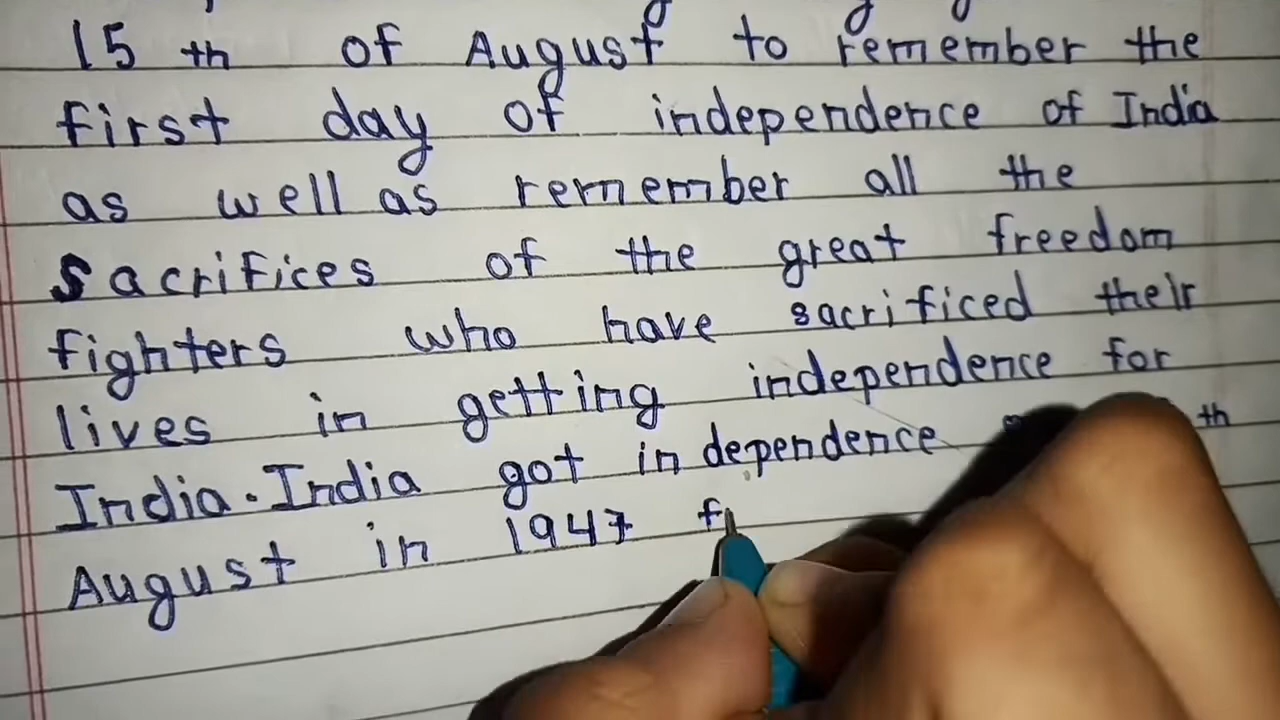 15 th of August to remember the
first day of independence of India
as well as remember all the
sacrifices of the great freedom
fighters who have sacrificed their
lives in getting independence for
India. India got independence th
August in 1947 f